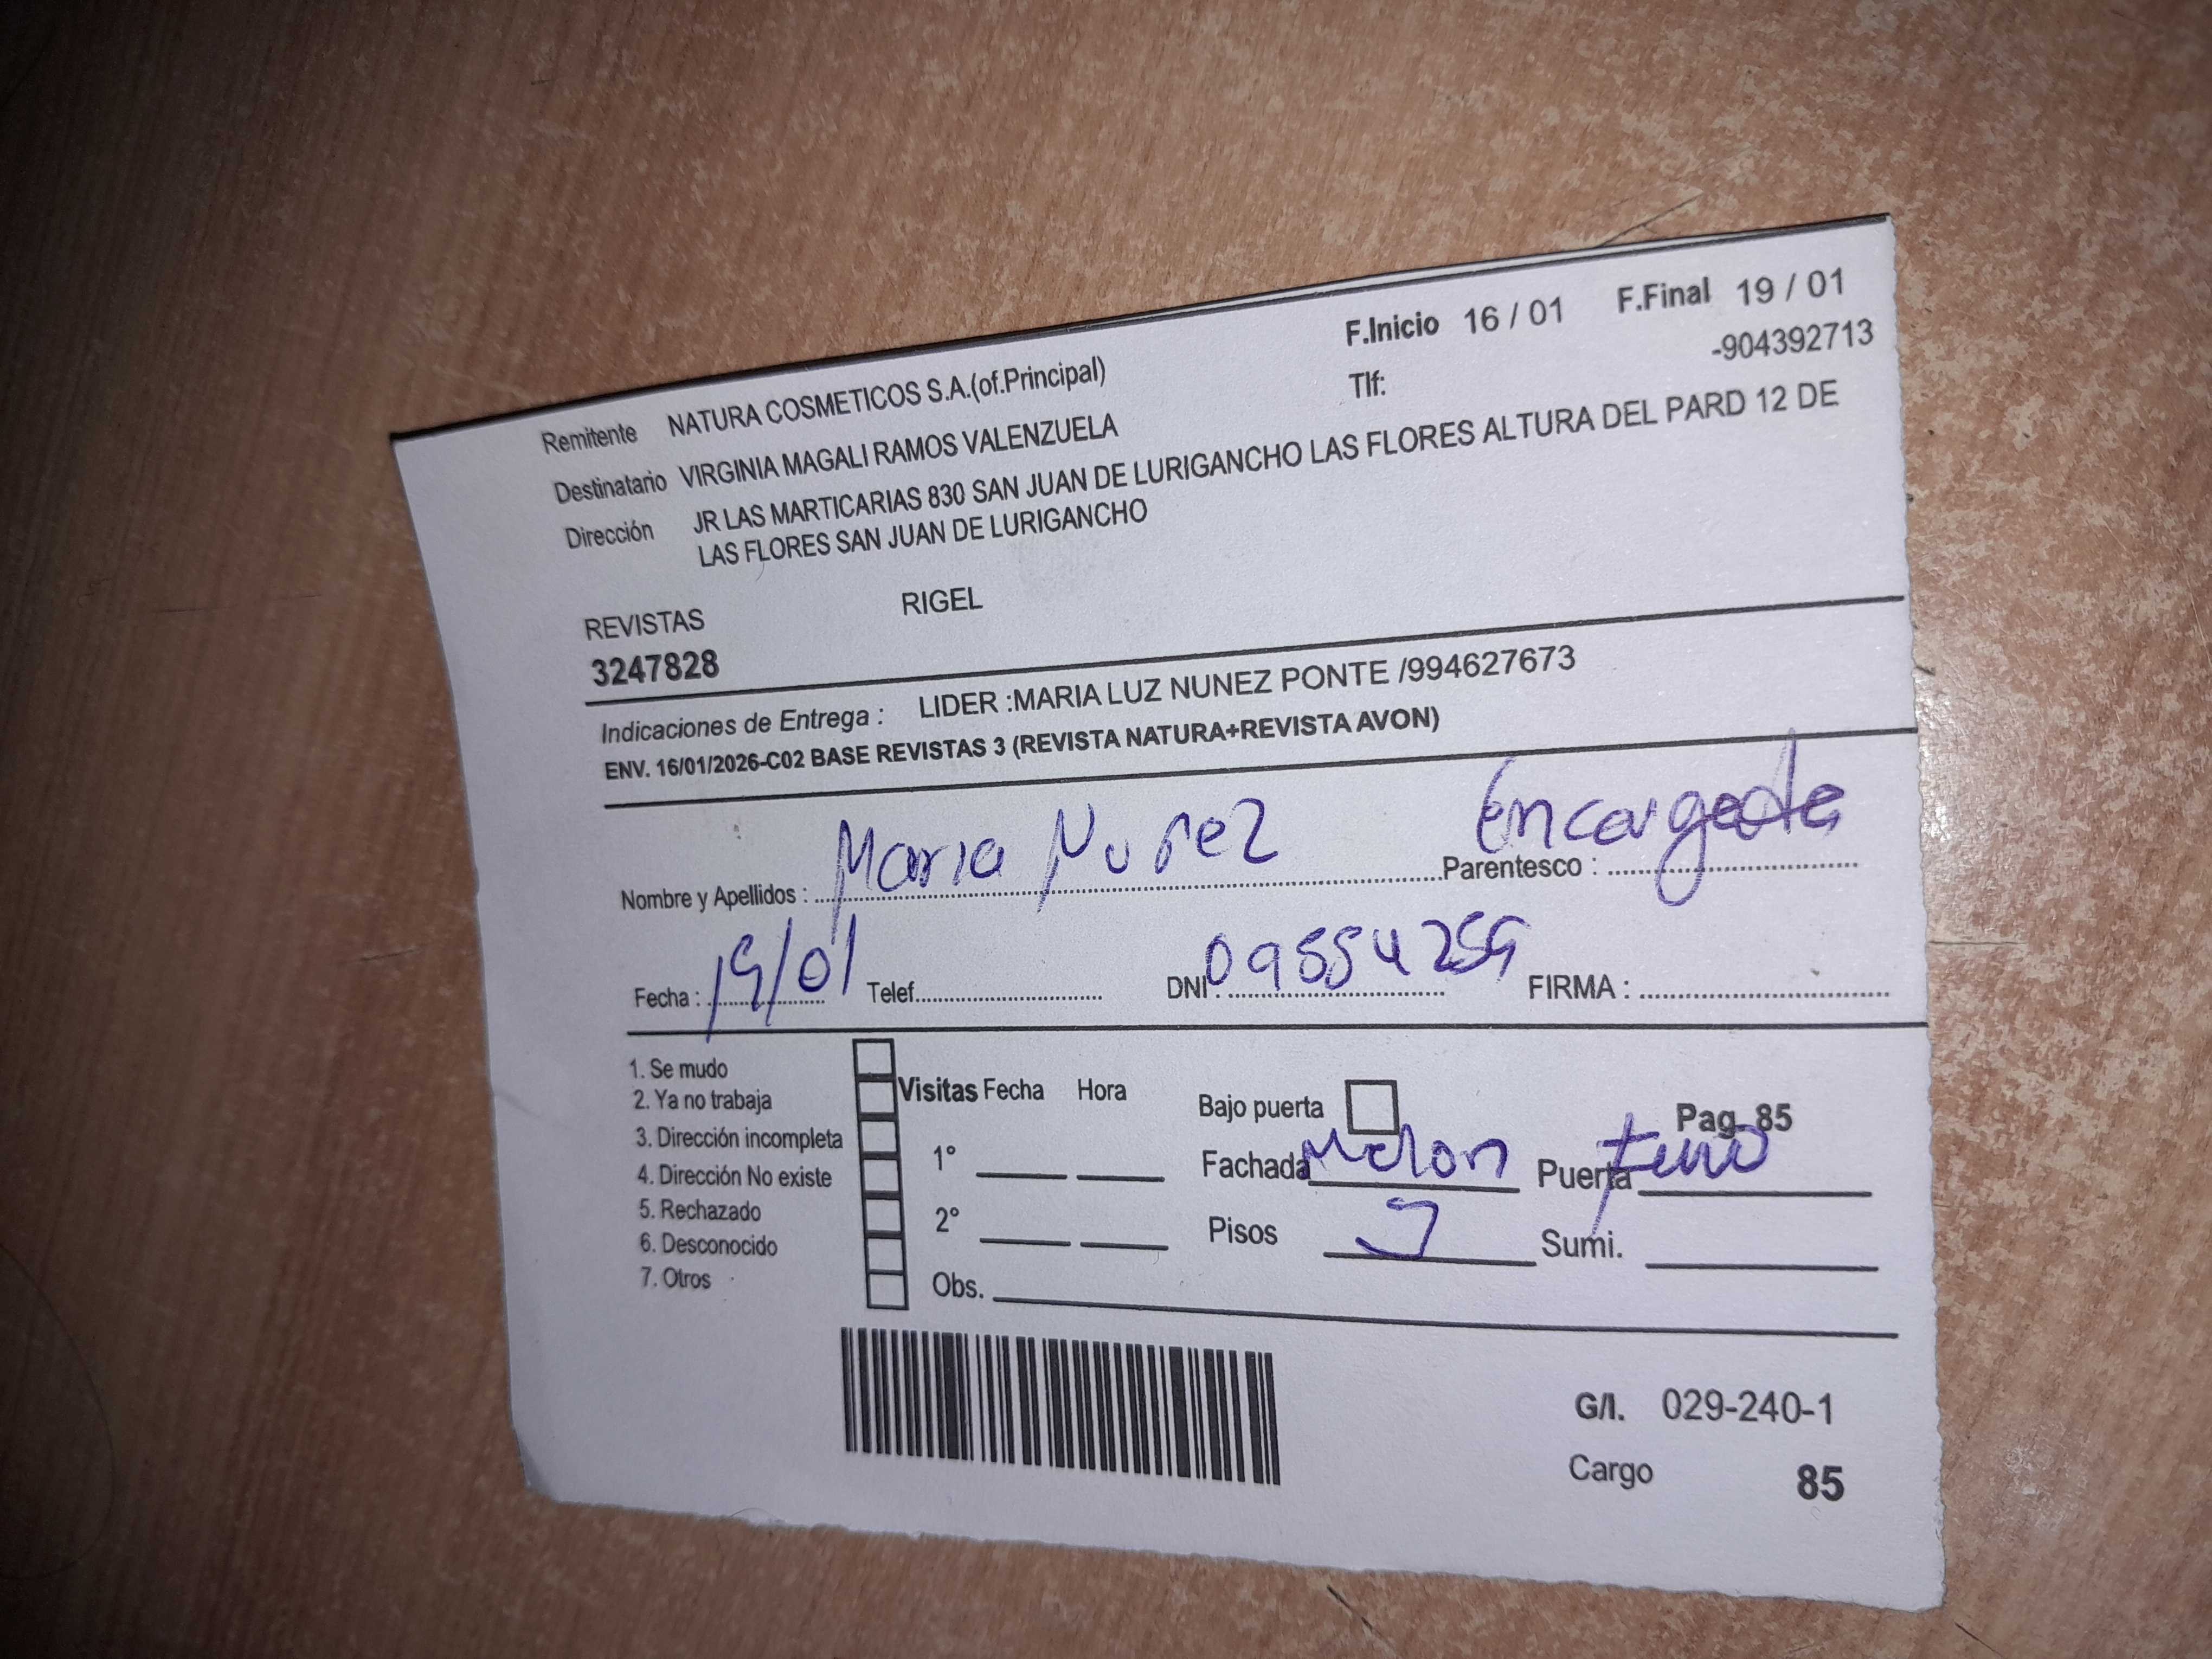 F.Inicio 16 / 01 F.Final 19 / 01
Remitente NATURA COSMETICOS S.A.(of.Principal) Tlf: -904392713
Destinatario VIRGINIA MAGALI RAMOS VALENZUELA
Dirección JR LAS MARTICARIAS 830 SAN JUAN DE LURIGANCHO LAS FLORES ALTURA DEL PARD 12 DE
LAS FLORES SAN JUAN DE LURIGANCHO
REVISTAS RIGEL
3247828
Indicaciones de Entrega : LIDER :MARIA LUZ NUNEZ PONTE /994627673
ENV. 16/01/2026-C02 BASE REVISTAS 3 (REVISTA NATURA+REVISTA AVON)
Nombre y Apellidos : Maria Nuñez Parentesco : Encargada
Fecha : 19/01 Telef. DNI : FIRMA :
1. Se mudo
2. Ya no trabaja
3. Dirección incompleta
4. Dirección No existe
5. Rechazado
6. Desconocido
7. Otros
Visitas Fecha Hora
1°
2°
Obs.
Bajo puerta Pag. 85
Fachada Melon Puerta
Pisos Sumi.
G/I. 029-240-1
Cargo 85